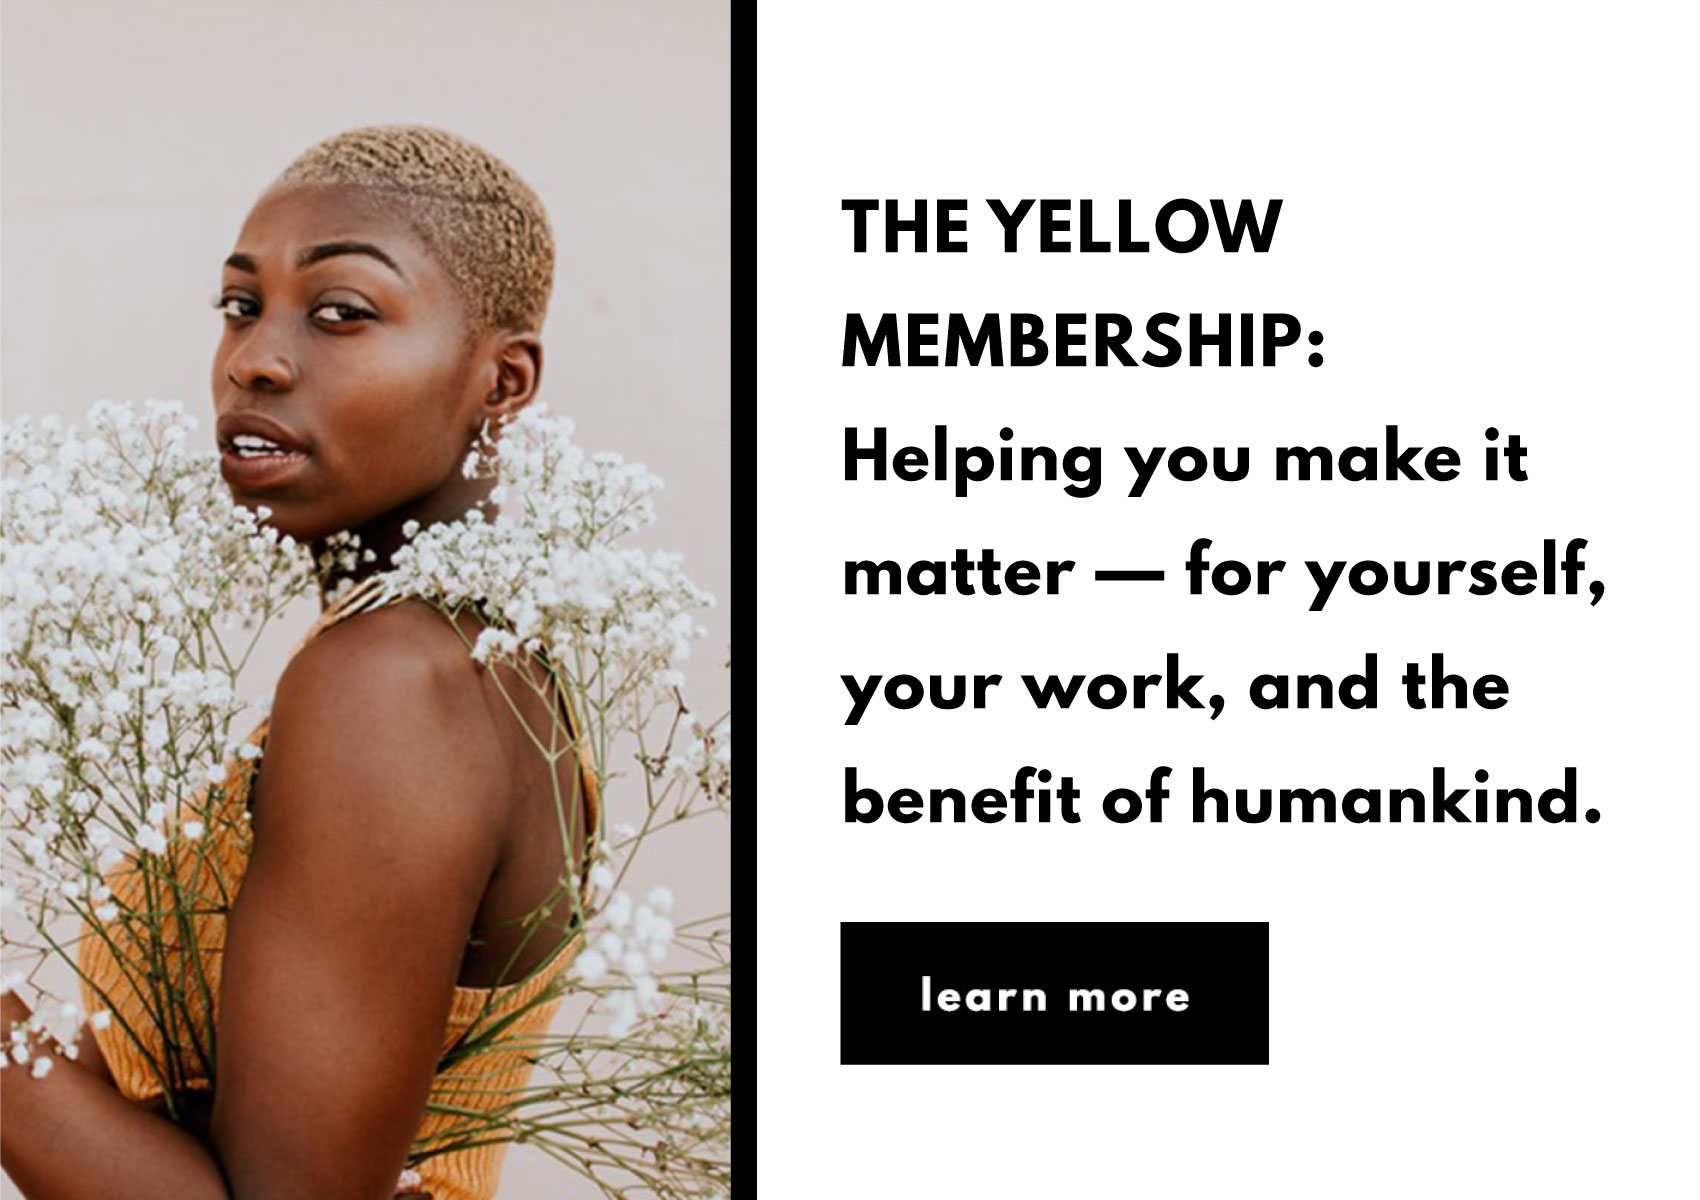 THE YELLOW
MEMBERSHIP:
Helping you make it
matter — for yourself,
your work, and the
benefit of humankind.
learn more